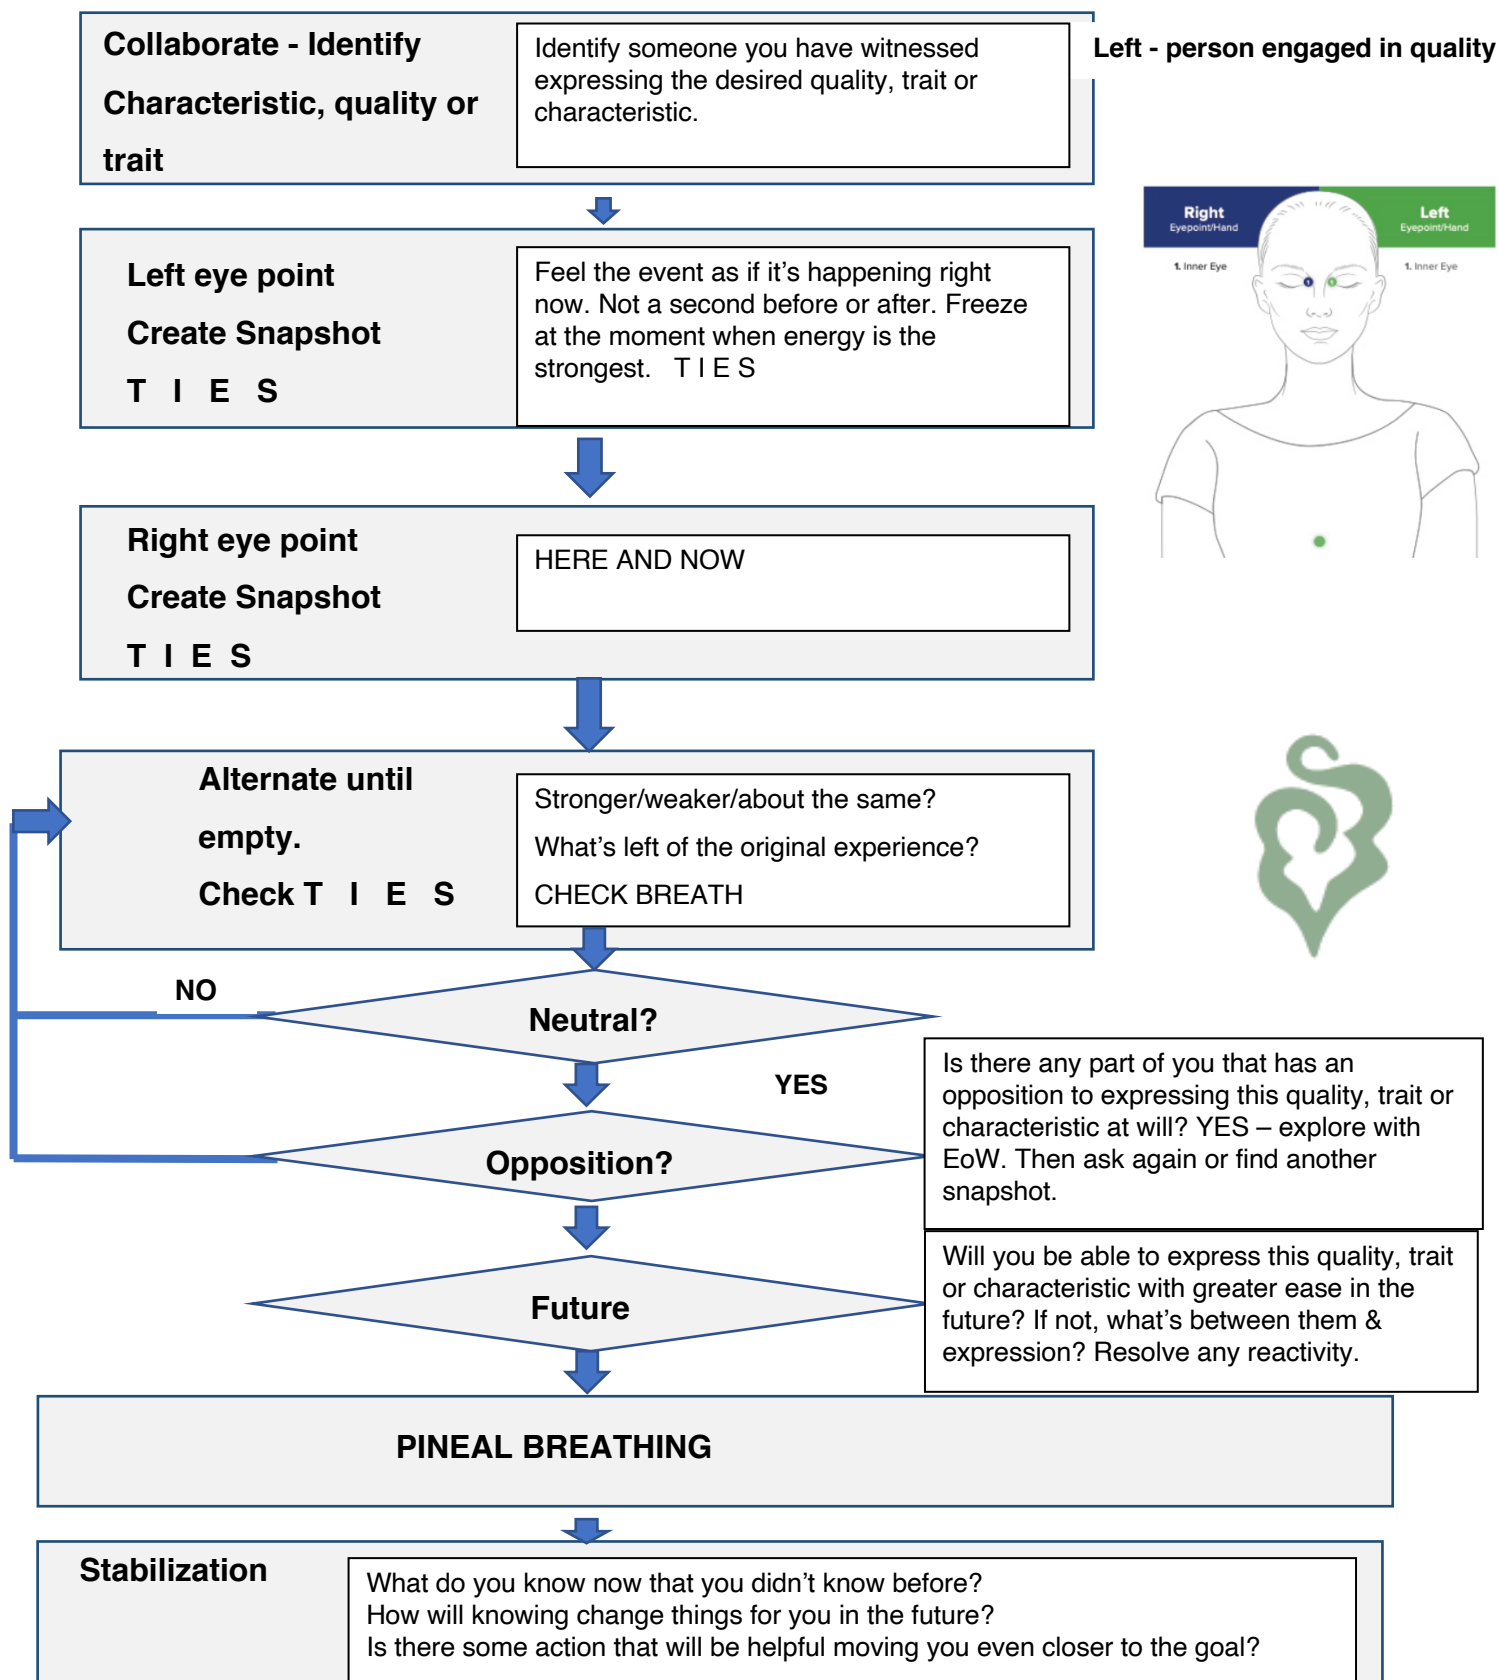 Collaborate - Identify
Characteristic, quality or
trait
Identify someone you have witnessed
expressing the desired quality, trait or
characteristic.
Left - person engaged in quality
Right
Eyepoint/Hand
Left
Eyepoint/Hand
1. Inner Eye
1. Inner Eye
1
1
Left eye point
Create Snapshot
T I E S
Feel the event as if it's happening right
now. Not a second before or after. Freeze
at the moment when energy is the
strongest. T I E S
Right eye point
Create Snapshot
T I E S
HERE AND NOW
Alternate until
empty.
Check T I E S
Stronger/weaker/about the same?
What's left of the original experience?
CHECK BREATH
NO
Neutral?
YES
Opposition?
Is there any part of you that has an
opposition to expressing this quality, trait or
characteristic at will? YES – explore with
EoW. Then ask again or find another
snapshot.
Future
Will you be able to express this quality, trait
or characteristic with greater ease in the
future? If not, what's between them &
expression? Resolve any reactivity.
PINEAL BREATHING
Stabilization
What do you know now that you didn't know before?
How will knowing change things for you in the future?
Is there some action that will be helpful moving you even closer to the goal?